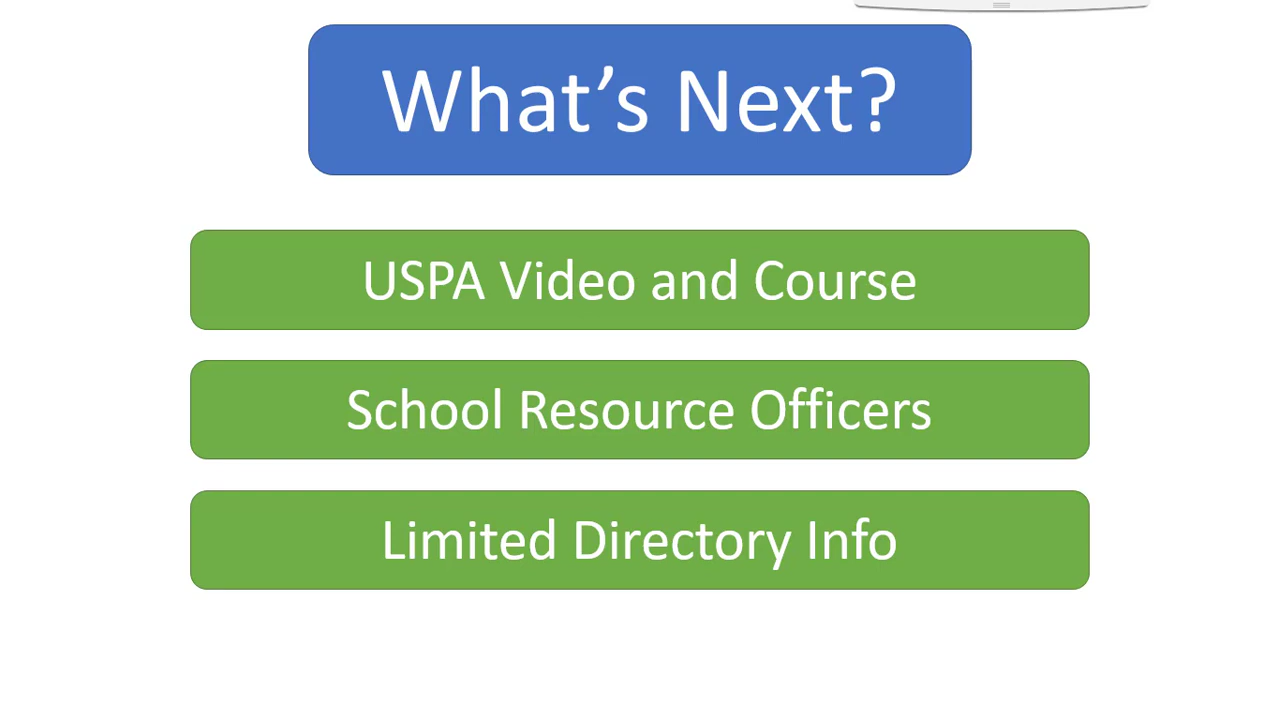 What’s Next?
USPA Video and Course
School Resource Officers
Limited Directory Info